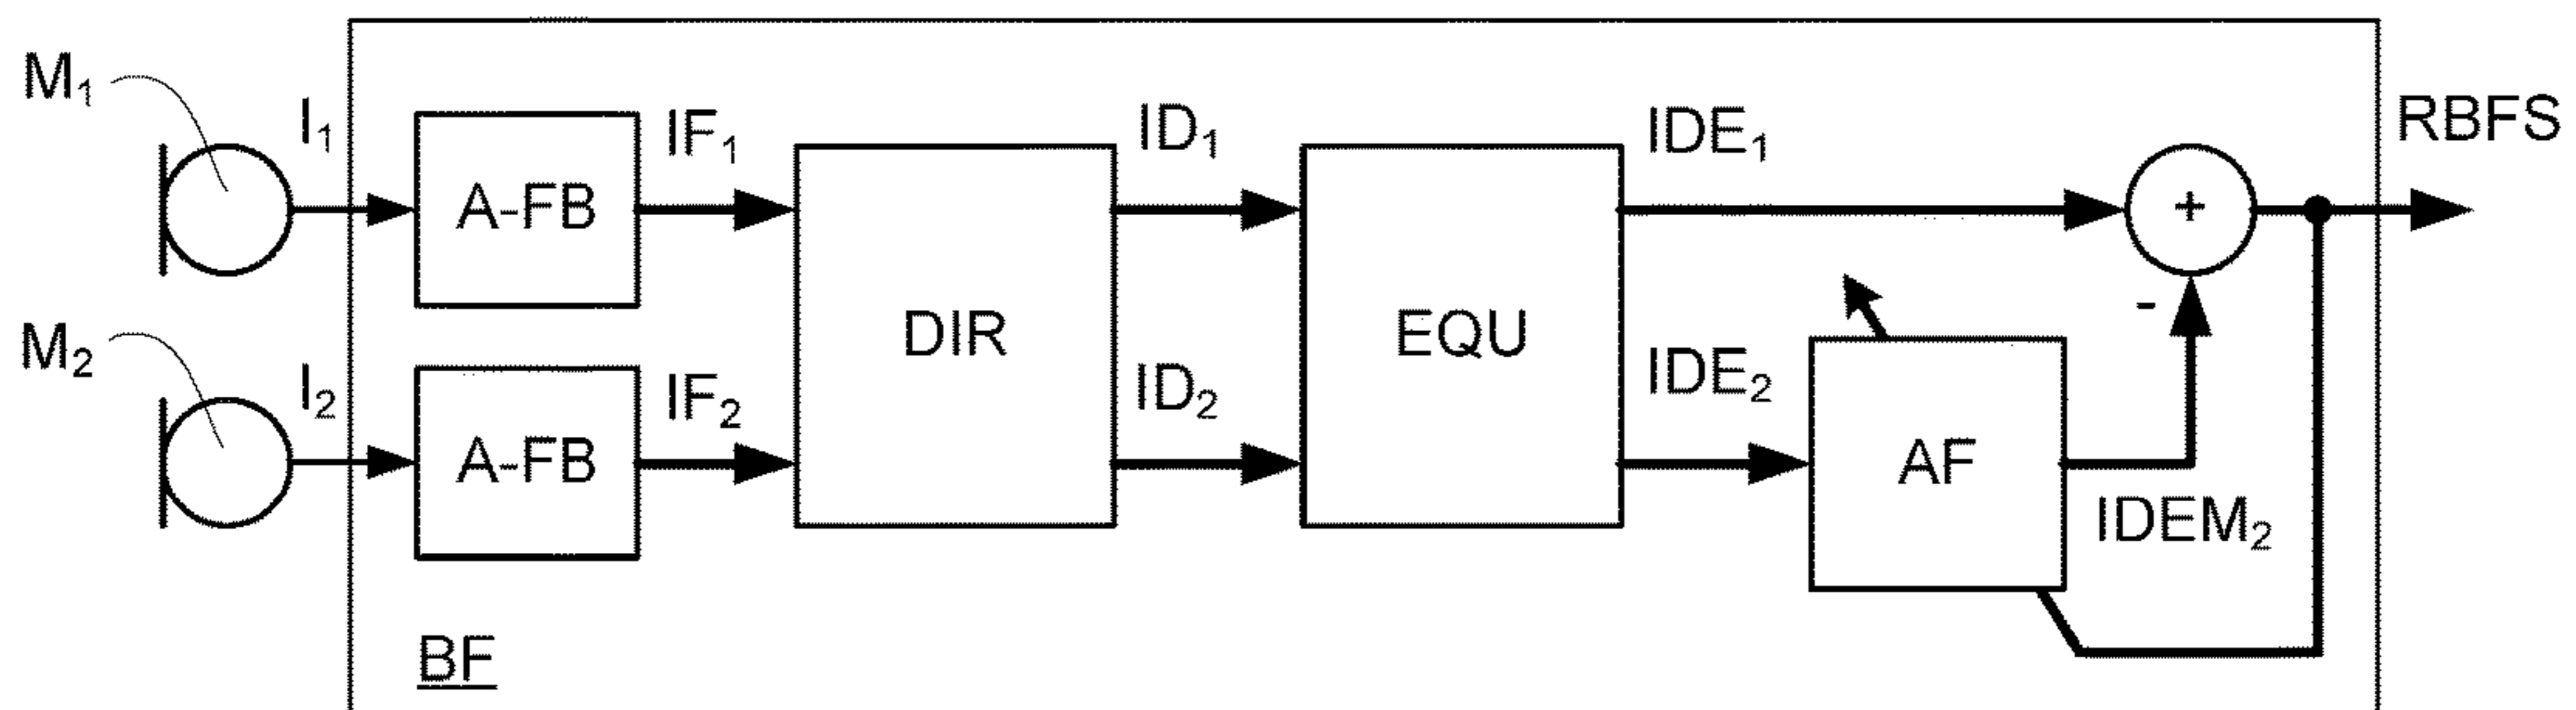 M₁
I₁
A-FB
IF₁
DIR
ID₁
EQU
IDE₁
+
RBFS
M₂
I₂
A-FB
IF₂
ID₂
IDE₂
-
AF
IDEM₂
BF